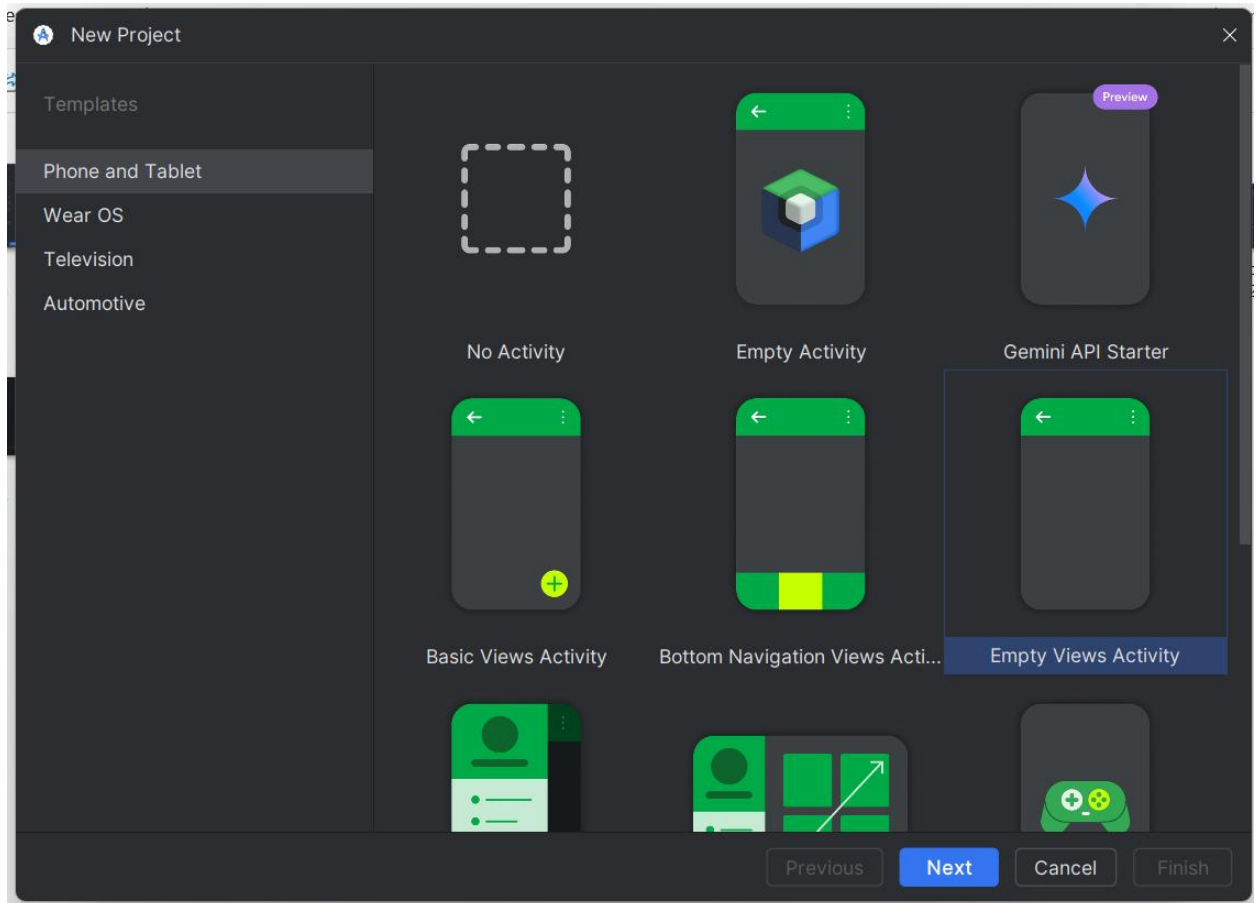 New Project
Templates
Phone and Tablet
Wear OS
Television
Automotive
Preview
No Activity
Empty Activity
Gemini API Starter
Basic Views Activity
Bottom Navigation Views Acti...
Empty Views Activity
Previous
Next
Cancel
Finish